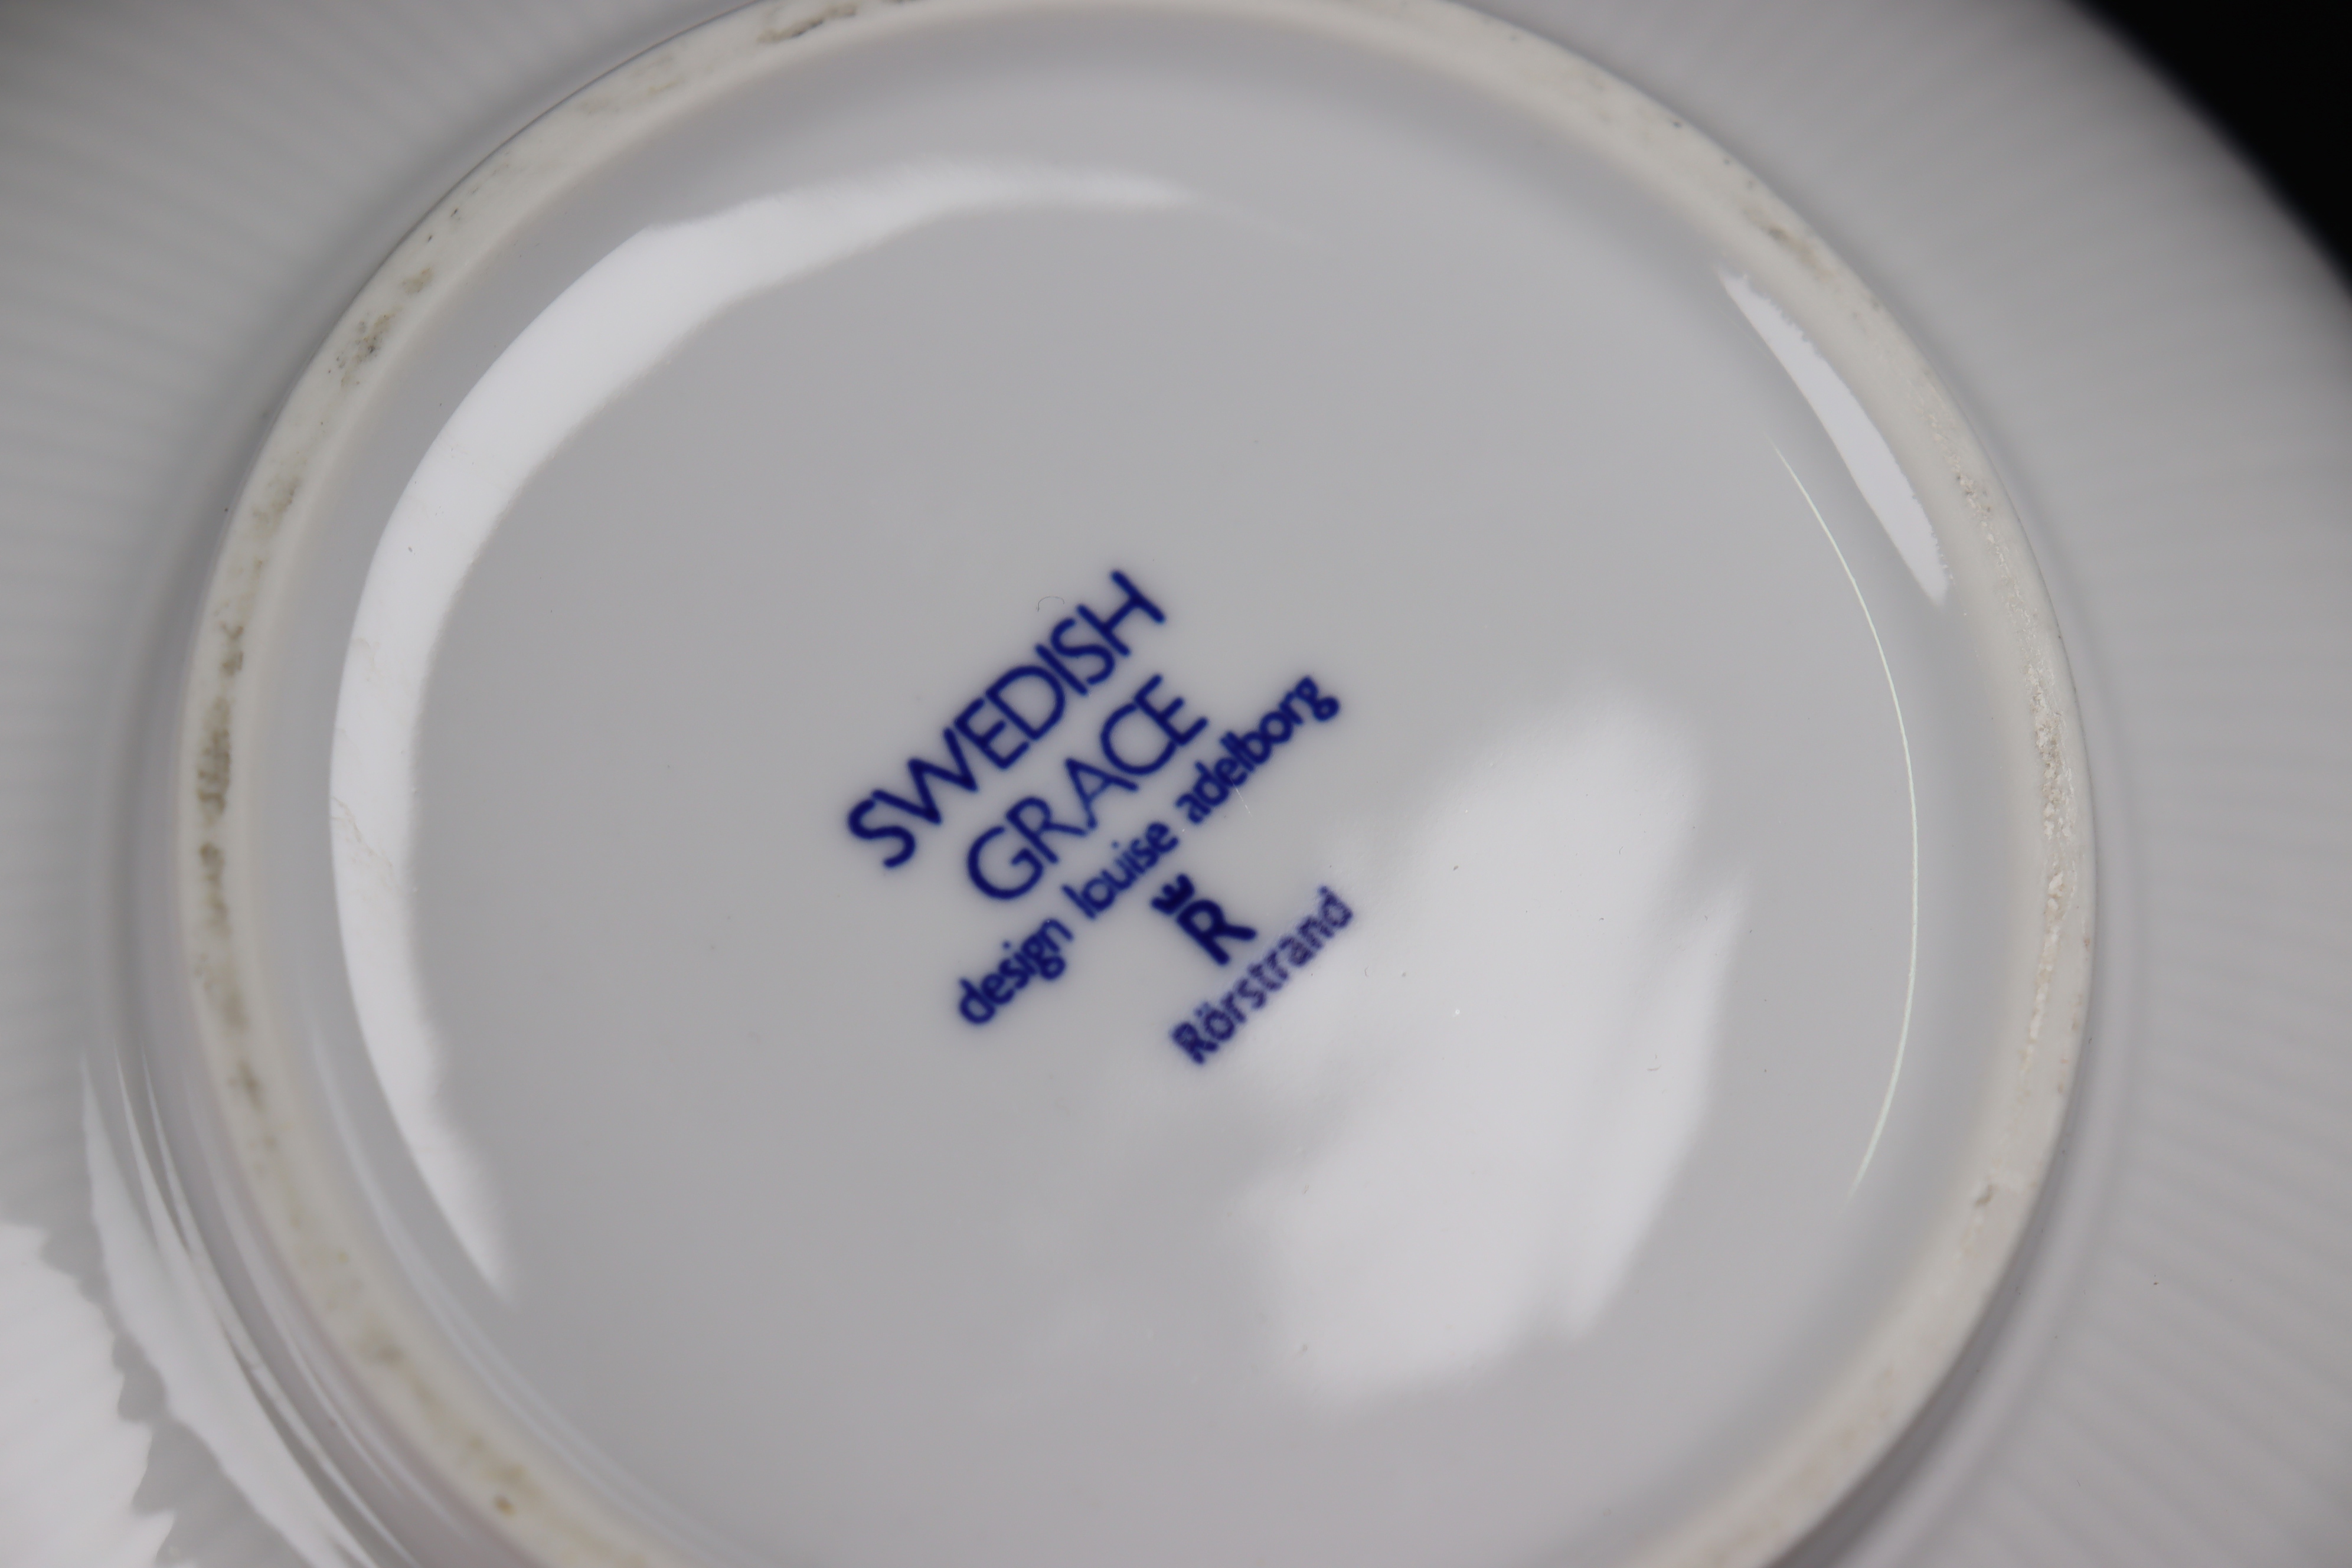 SWEDISH
GRACE
design louise adelborg
R
Rörstrand